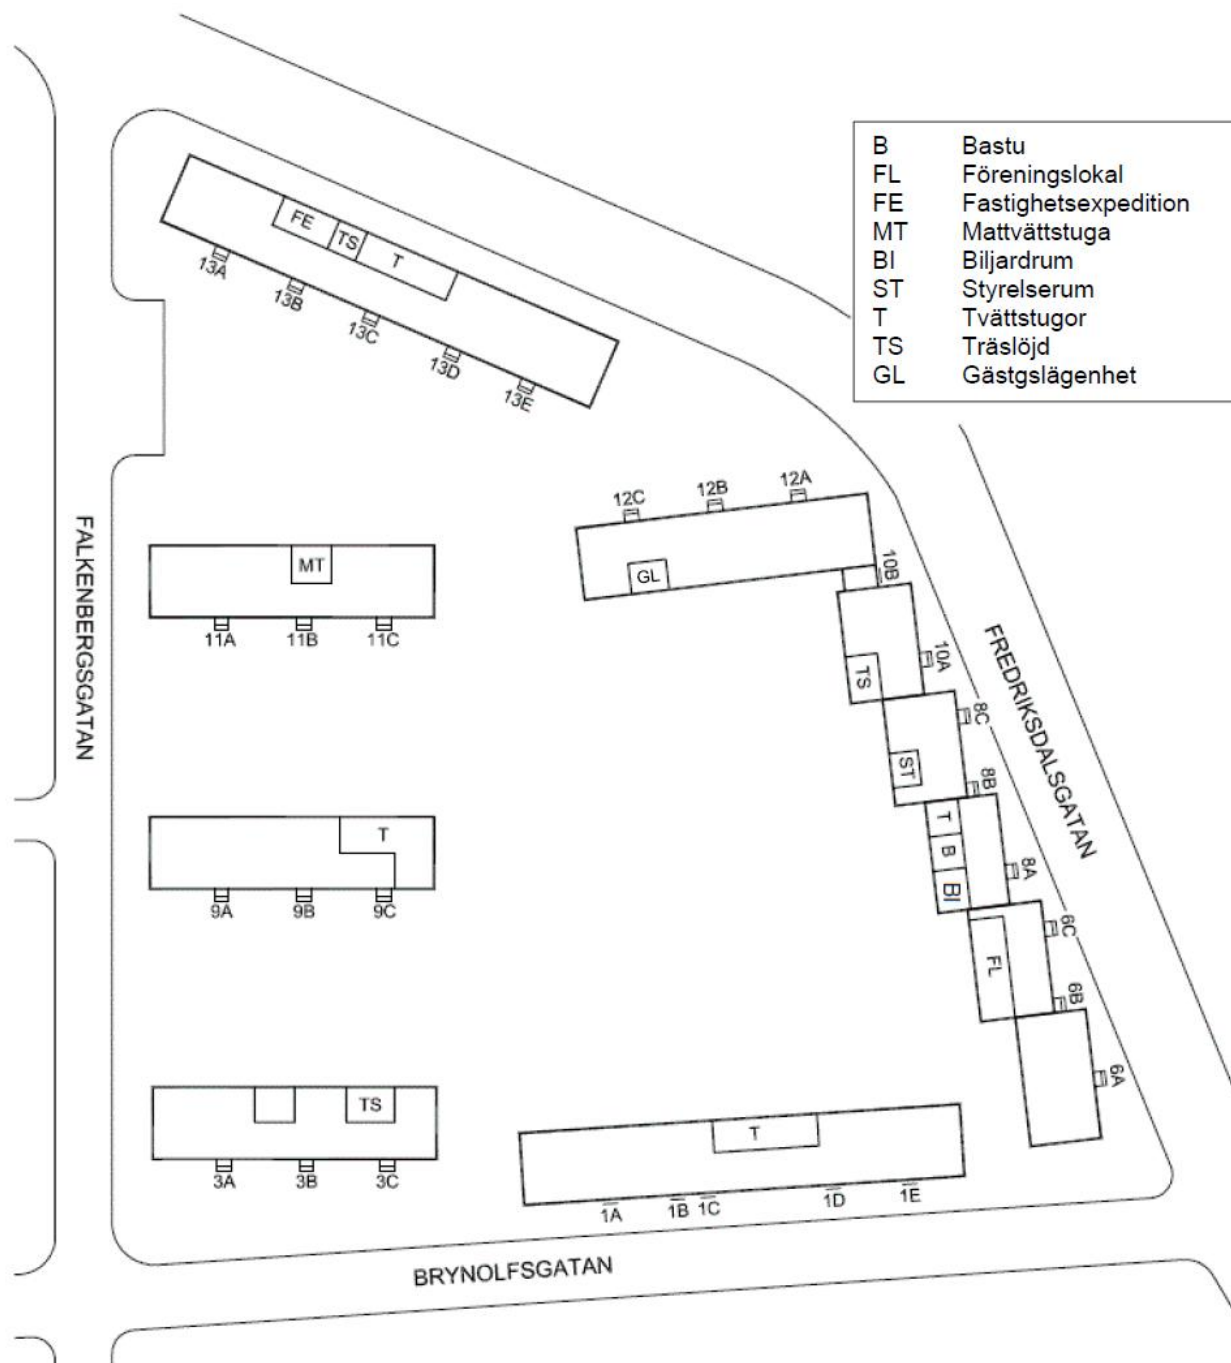 B Bastu
FL Föreningslokal
FE Fastighetsexpedition
MT Mattvättstuga
BI Biljardrum
ST Styrelserum
T Tvättstugor
TS Träslöjd
GL Gästgslägenhet
FE
TS
T
13A
13B
13C
13D
13E
12C
12B
12A
GL
10B
10A
TS
8C
ST
8B
T
B
BI
8A
6C
FL
6B
6A
FREDRIKSDALSGATAN
FALKENBERGSGATAN
MT
11A
11B
11C
T
9A
9B
9C
TS
3A
3B
3C
T
1A
1B
1C
1D
1E
BRYNOLFSGATAN